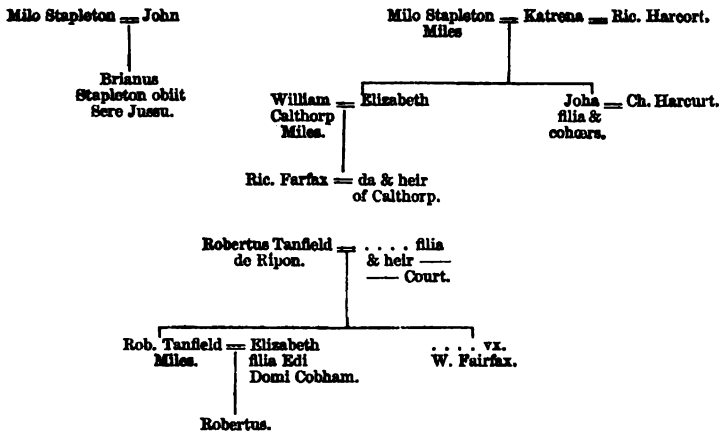 Milo Stapleton = John
Brianus
Stapleton obiit
Sere Jussu.
Milo Stapleton = Katrena = Ric. Harcort.
Miles
William = Elizabeth
Calthorp
Miles.
Joha = Ch. Harcurt.
filia &
cohœrs.
Ric. Farfax = da & heir
of Calthorp.
Robertus Tanfield = . . . . filia
de Ripon.
& heir ——
—— Court.
Rob. Tanfield = Elizabeth
Miles.
filia Edi
Domi Cobham.
. . . . vx.
W. Fairfax.
Robertus.